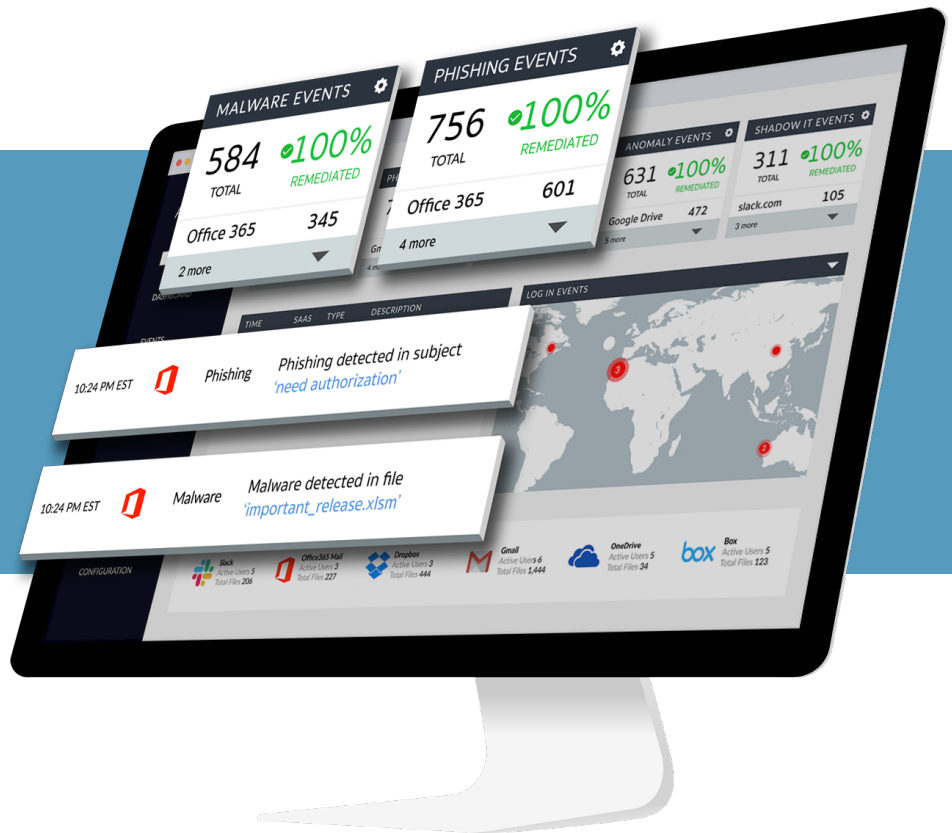 MALWARE EVENTS
584 100%
TOTAL REMEDIATED
Office 365 345
2 more
PHISHING EVENTS
756 100%
TOTAL REMEDIATED
Office 365 601
4 more
ANOMALY EVENTS
631 100%
TOTAL REMEDIATED
Google Drive 472
5 more
SHADOW IT EVENTS
311 100%
TOTAL REMEDIATED
slack.com 105
3 more
DASHBOARD
EVENTS
TIME SAAS TYPE DESCRIPTION
LOG IN EVENTS
3
2
10:24 PM EST Phishing Phishing detected in subject
'need authorization'
10:24 PM EST Malware Malware detected in file
'important_release.xlsm'
CONFIGURATION
Slack
Active Users 5
Total Files 206
Office365 Mail
Active Users 3
Total Files 227
Dropbox
Active Users 3
Total Files 444
Gmail
Active Users 6
Total Files 1,444
OneDrive
Active Users 5
Total Files 34
box
Box
Active Users 5
Total Files 123